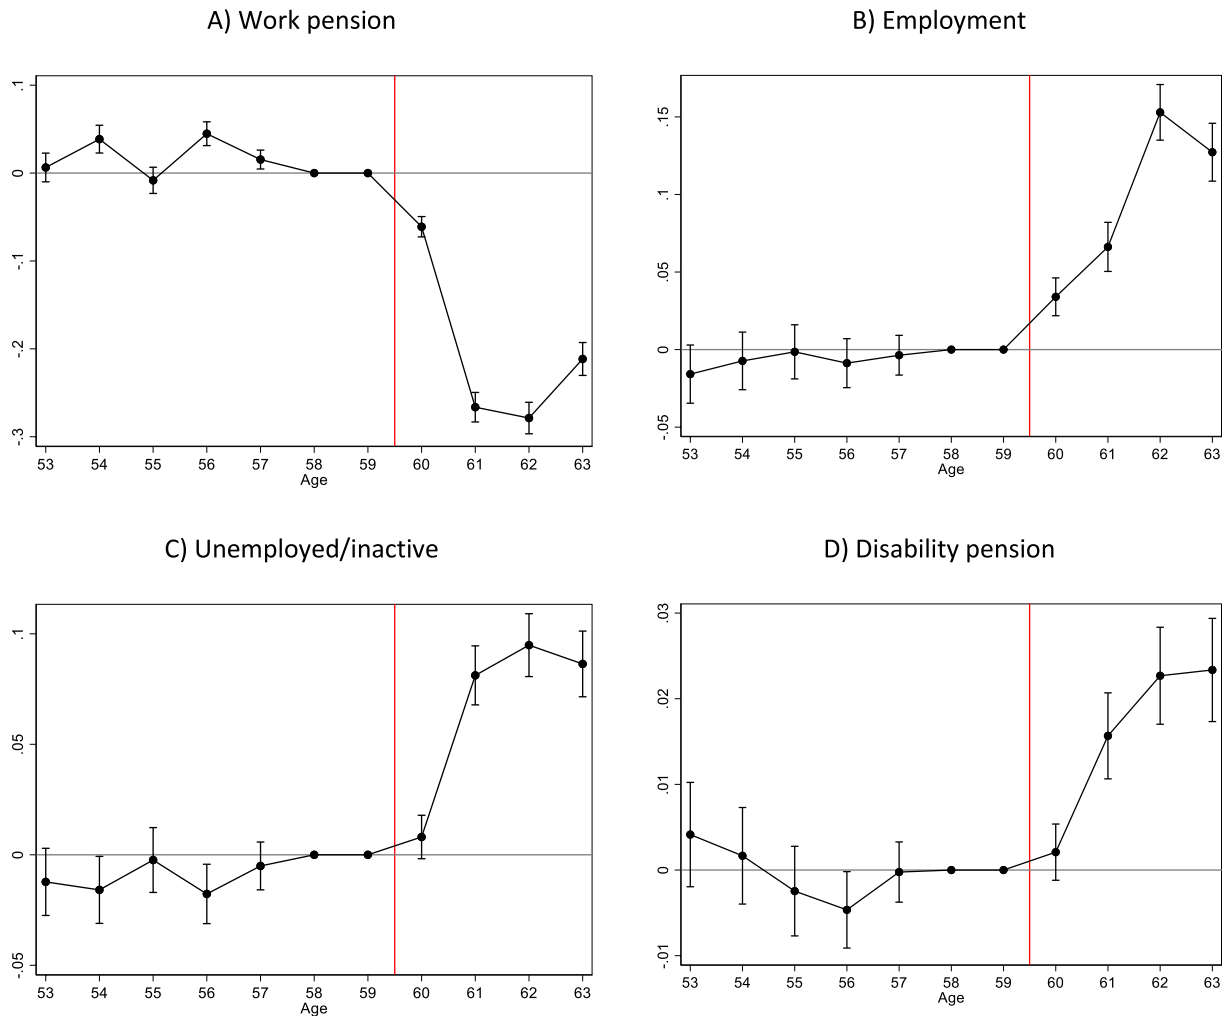 A) Work pension
.1
0
-.1
-.2
-.3
53 54 55 56 57 58 59 60 61 62 63
Age
B) Employment
.15
.1
.05
0
-.05
53 54 55 56 57 58 59 60 61 62 63
Age
C) Unemployed/inactive
.1
.05
0
-.05
53 54 55 56 57 58 59 60 61 62 63
Age
D) Disability pension
.03
.02
.01
0
-.01
53 54 55 56 57 58 59 60 61 62 63
Age